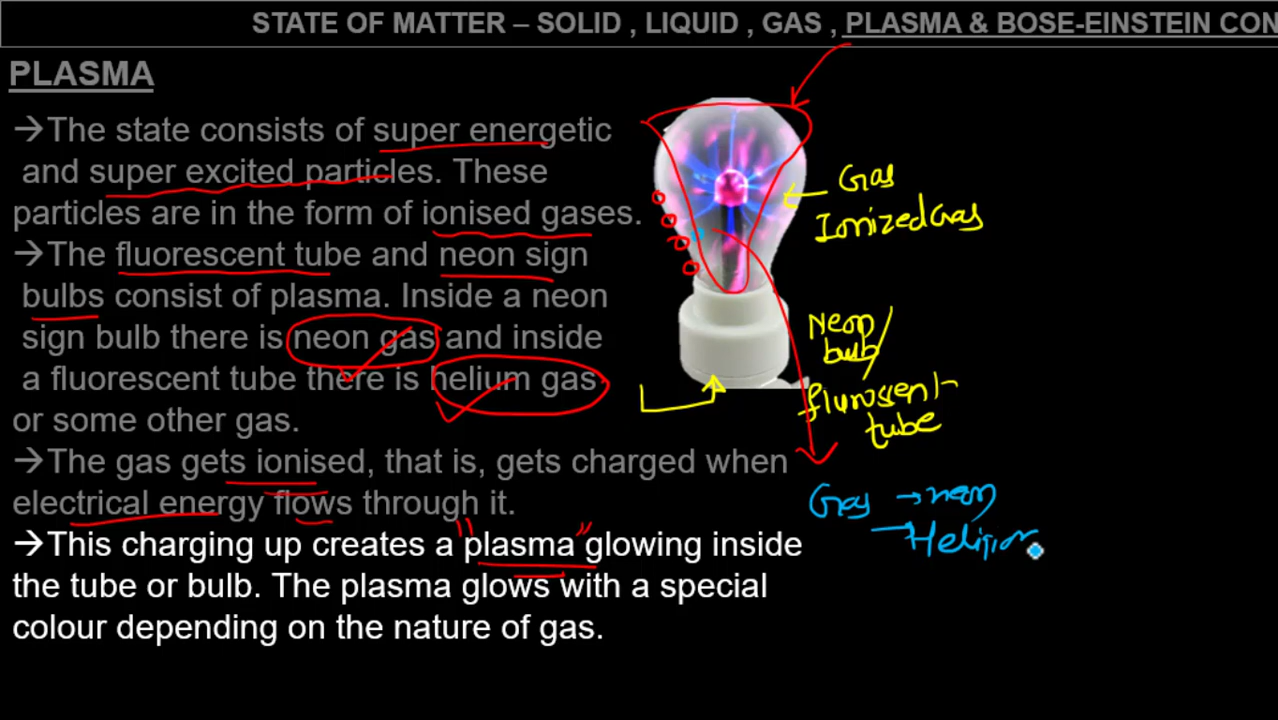 STATE OF MATTER – SOLID , LIQUID , GAS , PLASMA & BOSE-EINSTEIN CON
PLASMA
→The state consists of super energetic
and super excited particles. These
particles are in the form of ionised gases.
→The fluorescent tube and neon sign
bulbs consist of plasma. Inside a neon
sign bulb there is neon gas and inside
a fluorescent tube there is helium gas
or some other gas.
→The gas gets ionised, that is, gets charged when
electrical energy flows through it.
→This charging up creates a "plasma" glowing inside
the tube or bulb. The plasma glows with a special
colour depending on the nature of gas.
← Gas
Ionized Gas
Neon
bulb/
flurossent
tube
Gas → neon
→